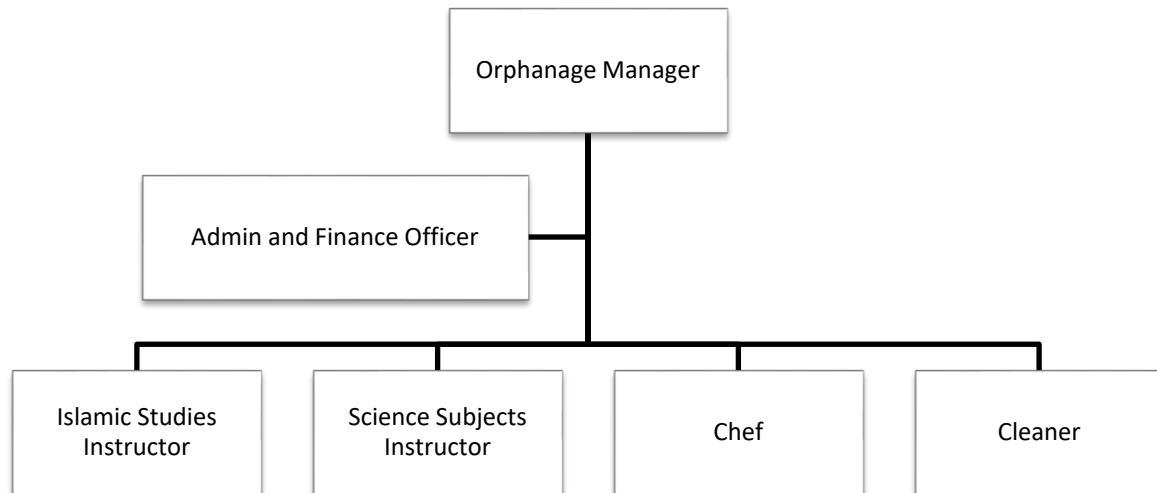 Orphanage Manager
Admin and Finance Officer
Islamic Studies
Instructor
Science Subjects
Instructor
Chef
Cleaner